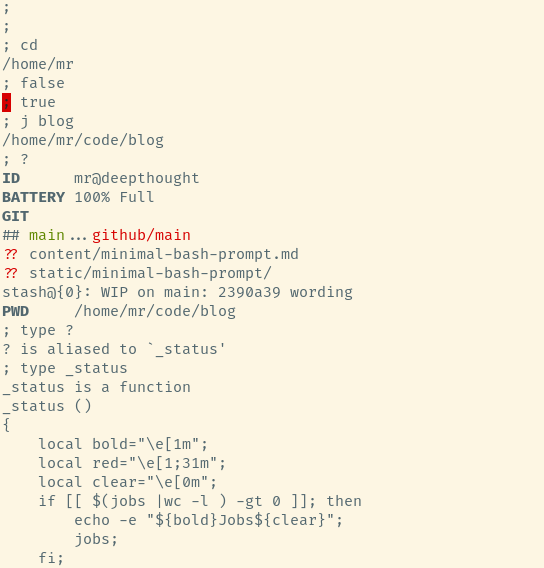 ;
;
; cd
/home/mr
; false
; true
; j blog
/home/mr/code/blog
; ?
ID      mr@deepthought
BATTERY 100% Full
GIT
## main...github/main
?? content/minimal-bash-prompt.md
?? static/minimal-bash-prompt/
stash@{0}: WIP on main: 2390a39 wording
PWD     /home/mr/code/blog
; type ?
? is aliased to `_status'
; type _status
_status is a function
_status ()
{
    local bold="\e[1m";
    local red="\e[1;31m";
    local clear="\e[0m";
    if [[ $(jobs |wc -l ) -gt 0 ]]; then
        echo -e "${bold}Jobs${clear}";
        jobs;
    fi;